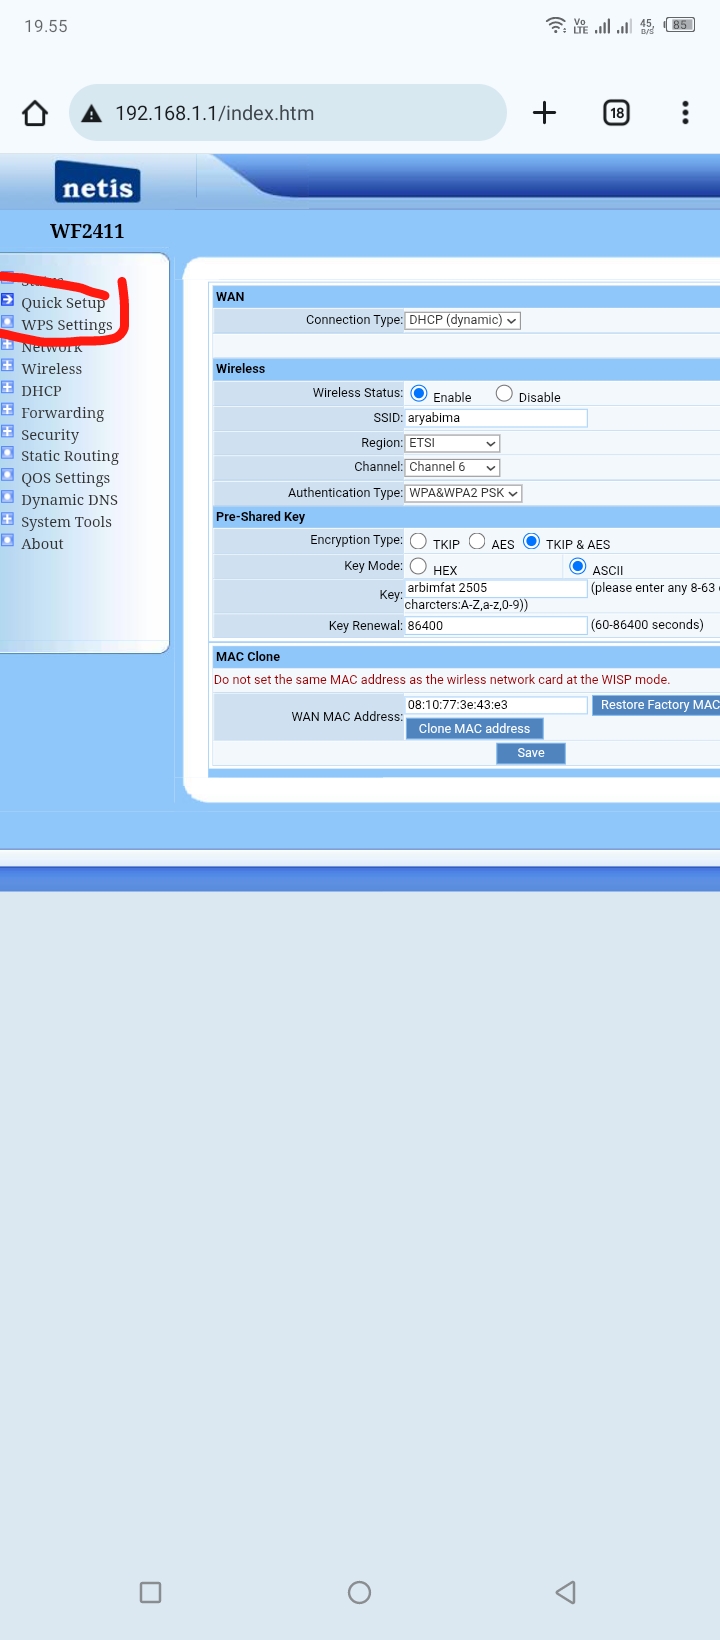 19.55
Vo
LTE
45,
B/S
85
192.168.1.1/index.htm
18
netis
WF2411
Status
Quick Setup
WPS Settings
Network
Wireless
DHCP
Forwarding
Security
Static Routing
QOS Settings
Dynamic DNS
System Tools
About
WAN
Connection Type: DHCP (dynamic)
Wireless
Wireless Status: Enable Disable
SSID: aryabima
Region: ETSI
Channel: Channel 6
Authentication Type: WPA&WPA2 PSK
Pre-Shared Key
Encryption Type: TKIP AES TKIP & AES
Key Mode: HEX ASCII
Key: arbimfat 2505 (please enter any 8-63
charcters:A-Z,a-z,0-9))
Key Renewal: 86400 (60-86400 seconds)
MAC Clone
Do not set the same MAC address as the wirless network card at the WISP mode.
WAN MAC Address: 08:10:77:3e:43:e3 Restore Factory MAC
Clone MAC address
Save